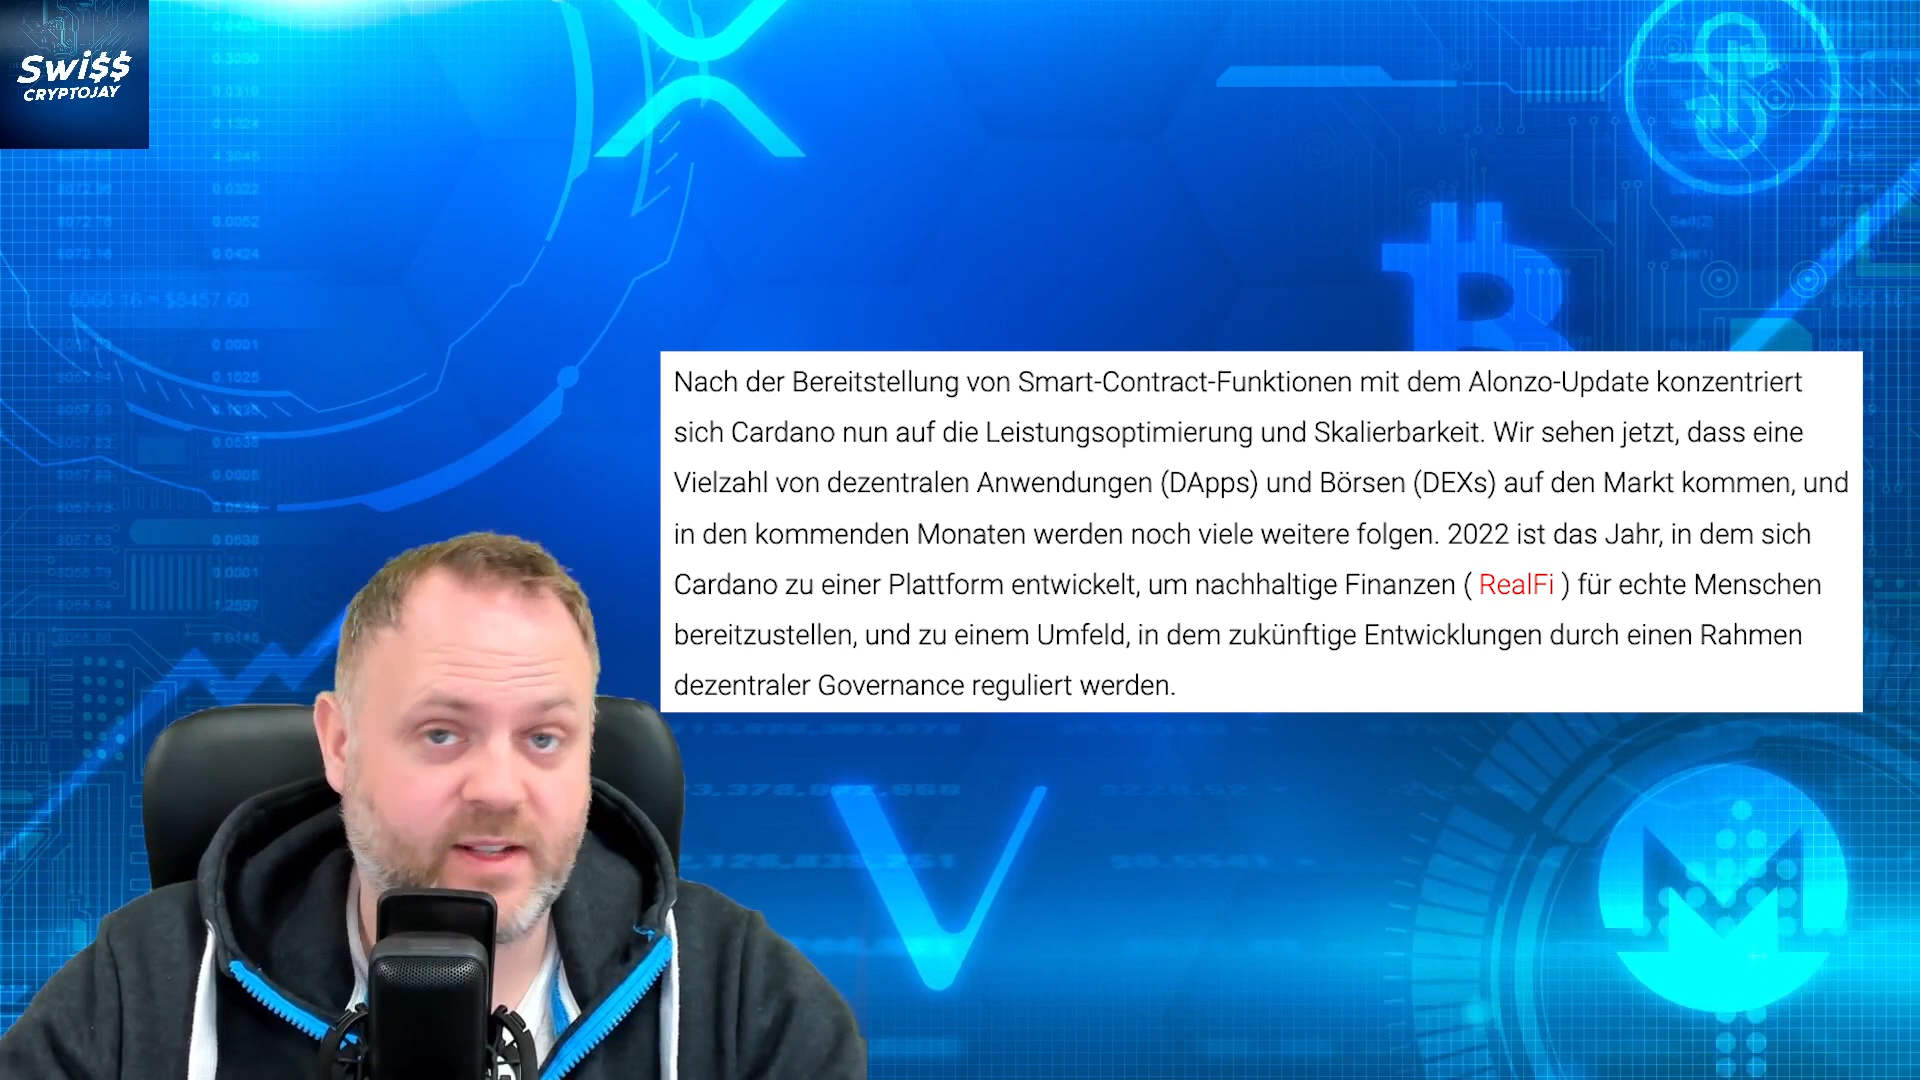 Swi$$
CRYPTOJAY
Nach der Bereitstellung von Smart-Contract-Funktionen mit dem Alonzo-Update konzentriert
sich Cardano nun auf die Leistungsoptimierung und Skalierbarkeit. Wir sehen jetzt, dass eine
Vielzahl von dezentralen Anwendungen (DApps) und Börsen (DEXs) auf den Markt kommen, und
in den kommenden Monaten werden noch viele weitere folgen. 2022 ist das Jahr, in dem sich
Cardano zu einer Plattform entwickelt, um nachhaltige Finanzen ( RealFi ) für echte Menschen
bereitzustellen, und zu einem Umfeld, in dem zukünftige Entwicklungen durch einen Rahmen
dezentraler Governance reguliert werden.